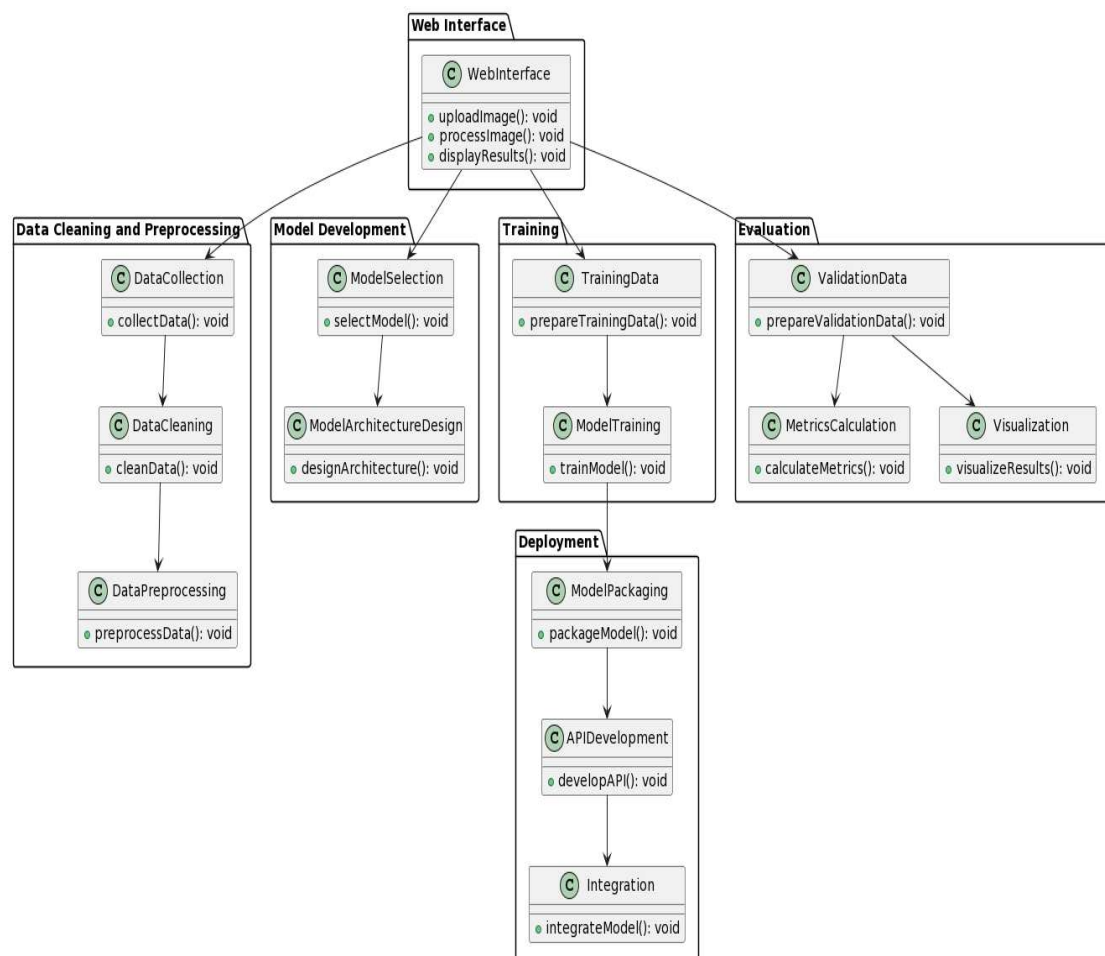 Web Interface
C WebInterface
uploadImage(): void
processImage(): void
displayResults(): void
Data Cleaning and Preprocessing
C DataCollection
collectData(): void
C DataCleaning
cleanData(): void
C DataPreprocessing
preprocessData(): void
Model Development
C ModelSelection
selectModel(): void
C ModelArchitectureDesign
designArchitecture(): void
Training
C TrainingData
prepareTrainingData(): void
C ModelTraining
trainModel(): void
Evaluation
C ValidationData
prepareValidationData(): void
C MetricsCalculation
calculateMetrics(): void
C Visualization
visualizeResults(): void
Deployment
C ModelPackaging
packageModel(): void
C APIDevelopment
developAPI(): void
C Integration
integrateModel(): void